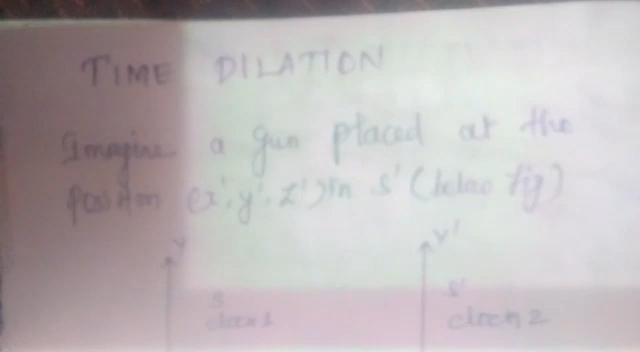 TIME DILATION
Imagine a gun placed at the
position (x', y', z') in S' (below fig)
Y Y'
S S'
clock 1 clock 2